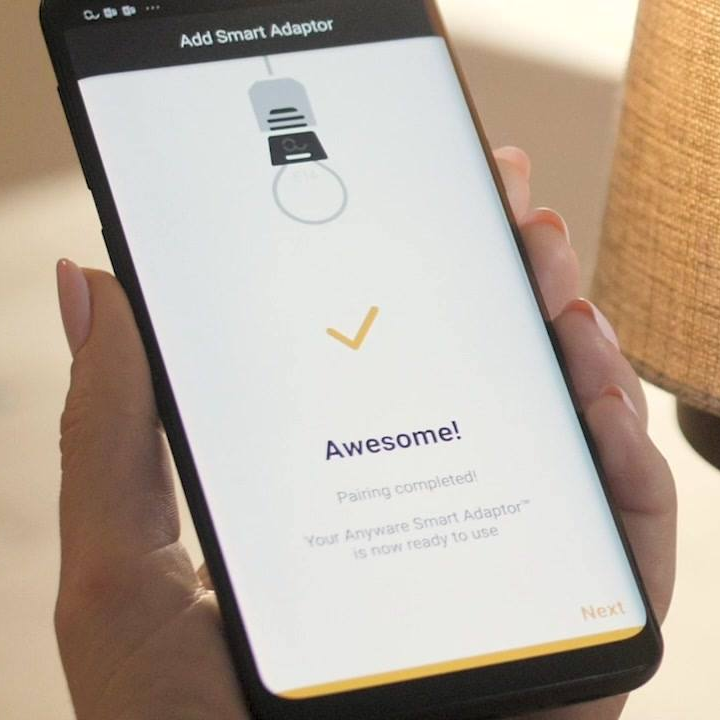 Add Smart Adaptor
Awesome!
Pairing completed!
Your Anyware Smart Adaptor™
is now ready to use
Next